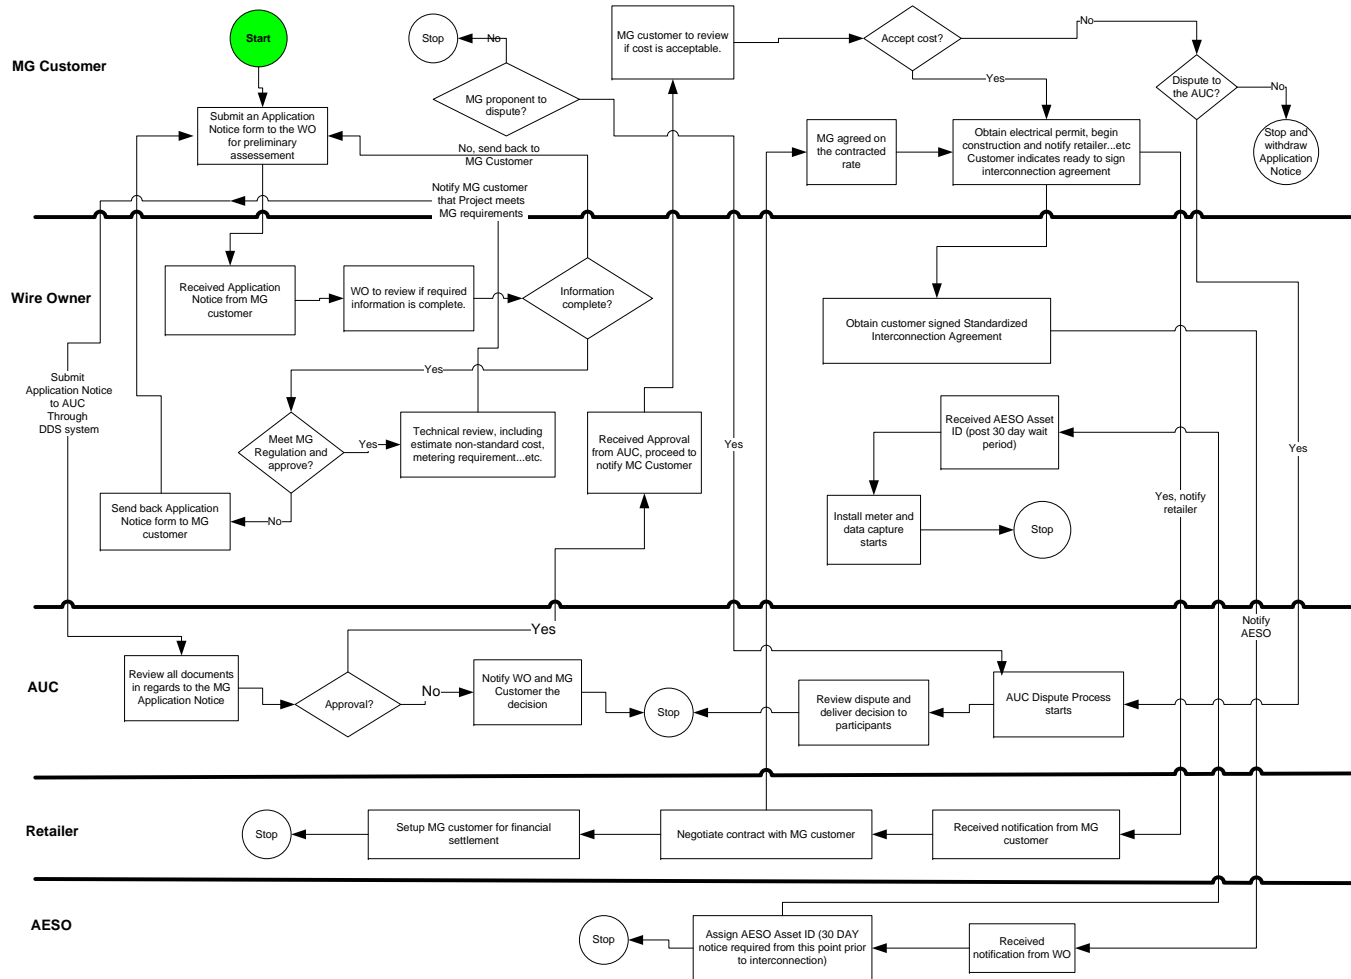 MG Customer
Start
Submit an Application
Notice form to the WO
for preliminary
assessement
Stop
No
MG proponent to
dispute?
MG customer to review
if cost is acceptable.
Accept cost?
No
Yes
Dispute to
the AUC?
No
Stop and
withdraw
Application
Notice
MG agreed on
the contracted
rate
Obtain electrical permit, begin
construction and notify retailer...etc
Customer indicates ready to sign
interconnection agreement
No, send back to
MG Customer
Notify MG customer
that Project meets
MG requirements
Wire Owner
Received Application
Notice from MG
customer
WO to review if required
information is complete.
Information
complete?
Yes
Obtain customer signed Standardized
Interconnection Agreement
Submit
Application Notice
to AUC
Through
DDS system
Meet MG
Regulation and
approve?
Yes
Technical review, including
estimate non-standard cost,
metering requirement...etc.
No
Send back Application
Notice form to MG
customer
Received Approval
from AUC, proceed to
notify MC Customer
Yes
Received AESO Asset
ID (post 30 day wait
period)
Install meter and
data capture
starts
Stop
Yes, notify
retailer
Yes
Notify
AESO
AUC
Review all documents
in regards to the MG
Application Notice
Approval?
Yes
No
Notify WO and MG
Customer the
decision
Stop
Review dispute and
deliver decision to
participants
AUC Dispute Process
starts
Retailer
Stop
Setup MG customer for financial
settlement
Negotiate contract with MG customer
Received notification from MG
customer
AESO
Stop
Assign AESO Asset ID (30 DAY
notice required from this point prior
to interconnection)
Received
notification from WO